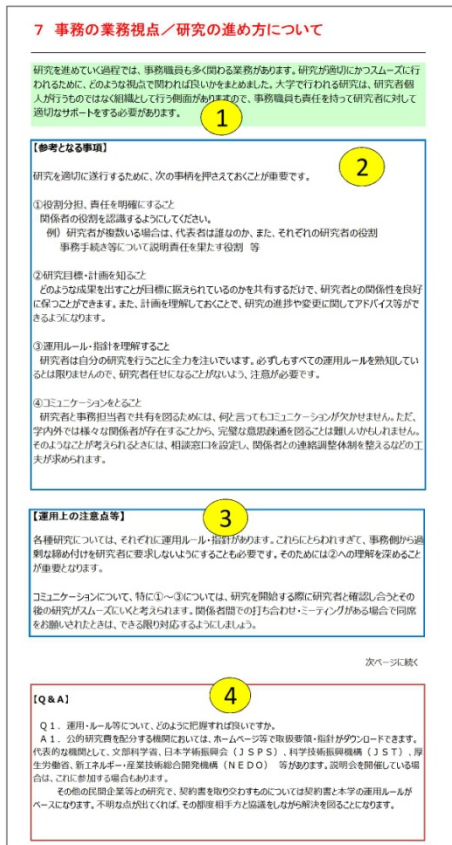 7 事務の業務視点／研究の進め方について
研究を進めていく過程では、事務職員も多く関わる業務があります。研究が適切にかつスムーズに行
われるために、どのような視点で関われば良いかをまとめました。大学で行われる研究は、研究者個
人が行うものではなく組織として行う側面がありますので、事務職員も責任を持って研究者に対して
適切なサポートをする必要があります。
1
【参考となる事項】
2
研究を適切に遂行するために、次の事柄を押さえておくことが重要です。
①役割分担、責任を明確にすること
関係者の役割を認識するようにしてください。
例）研究者が複数いる場合は、代表者は誰なのか、また、それぞれの研究者の役割
事務手続き等について説明責任を果たす役割 等
②研究目標・計画を知ること
どのような成果を出すことが目標に据えられているのかを共有するだけで、研究者との関係性を良好
に保つことができます。また、計画を理解しておくことで、研究の進捗や変更に関してアドバイス等がで
きるようになります。
③運用ルール・指針を理解すること
研究者は自分の研究を行うことに全力を注いでいます。必ずしもすべての運用ルールを熟知してい
るとは限りませんので、研究者任せになることがないよう、注意が必要です。
④コミュニケーションをとること
研究者と事務担当者で共有を図るためには、何と言ってもコミュニケーションが欠かせません。ただ、
学内外では様々な関係者が存在することから、完璧な意思疎通を図ることは難しいかもしれません。
そのようなことが考えられるときには、相談窓口を設定し、関係者との連絡調整体制を整えるなどの工
夫が求められます。
【運用上の注意点等】
3
各種研究については、それぞれに運用ルール・指針があります。これらにとらわれすぎて、事務側から過
剰な締め付けを研究者に要求しないようにすることも必要です。そのためには②への理解を深めること
が重要となります。
コミュニケーションについて、特に①～③については、研究を開始する際に研究者と確認し合うとその
後の研究がスムーズにいくと考えられます。関係者間での打ち合わせ・ミーティングがある場合で同席
をお願いされたときは、できる限り対応するようにしましょう。
次ページに続く
【Q＆A】
4
Q1．運用・ルール等について、どのように把握すれば良いですか。
A1．公的研究費を配分する機関においては、ホームページ等で取扱要領・指針がダウンロードできます。
代表的な機関として、文部科学省、日本学術振興会（JSPS）、科学技術振興機構（JST）、厚
生労働省、新エネルギー・産業技術総合開発機構（NEDO） 等があります。説明会を開催している場
合は、これに参加する場合もあります。
その他の民間企業等との研究で、契約書を取り交わすものについては契約書と本学の運用ルールが
ベースになります。不明な点が出てくれば、その都度相手方と協議をしながら解決を図ることになります。